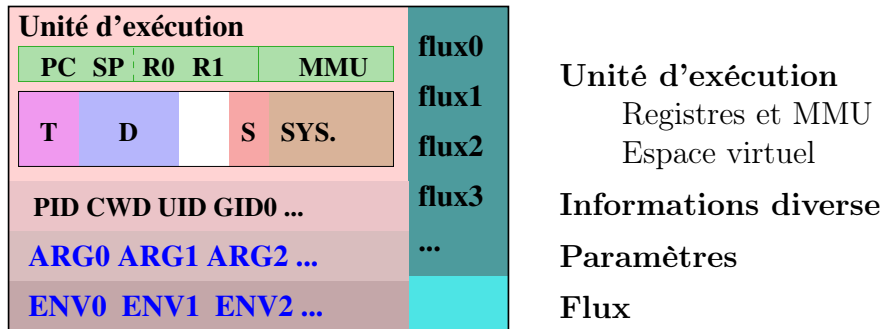 Unité d'exécution
PC SP R0 R1 MMU
T D S SYS.
PID CWD UID GID0 ...
ARG0 ARG1 ARG2 ...
ENV0 ENV1 ENV2 ...
flux0
flux1
flux2
flux3
...
Unité d'exécution
Registres et MMU
Espace virtuel
Informations diverse
Paramètres
Flux